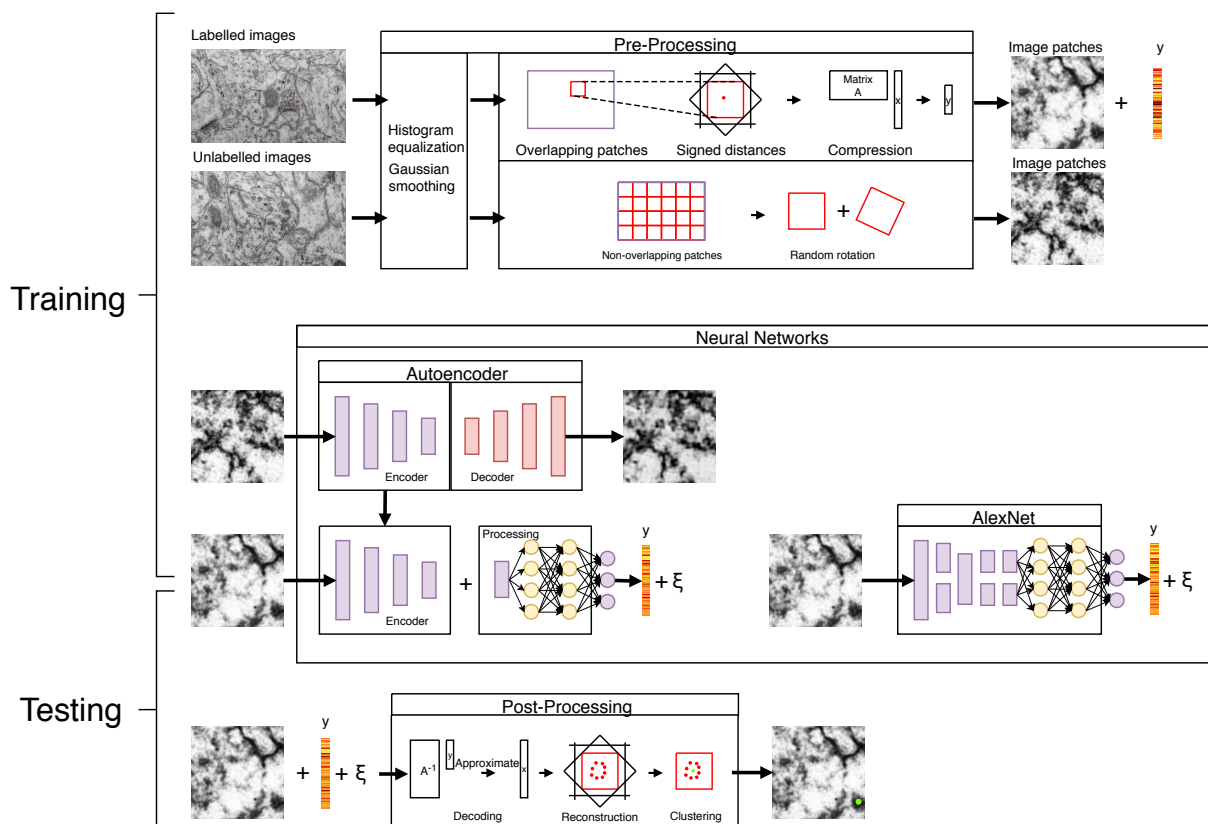 Training
Testing
Labelled images
Unlabelled images
Pre-Processing
Histogram
equalization
Gaussian
smoothing
Overlapping patches
Signed distances
Matrix
A
x
y
Compression
Non-overlapping patches
+
Random rotation
Image patches
+
y
Image patches
Neural Networks
Autoencoder
Encoder
Decoder
Encoder
+
Processing
y
+ ξ
AlexNet
y
+ ξ
+
y
+ ξ
Post-Processing
A⁻¹
y
Approximate
x
Decoding
Reconstruction
Clustering